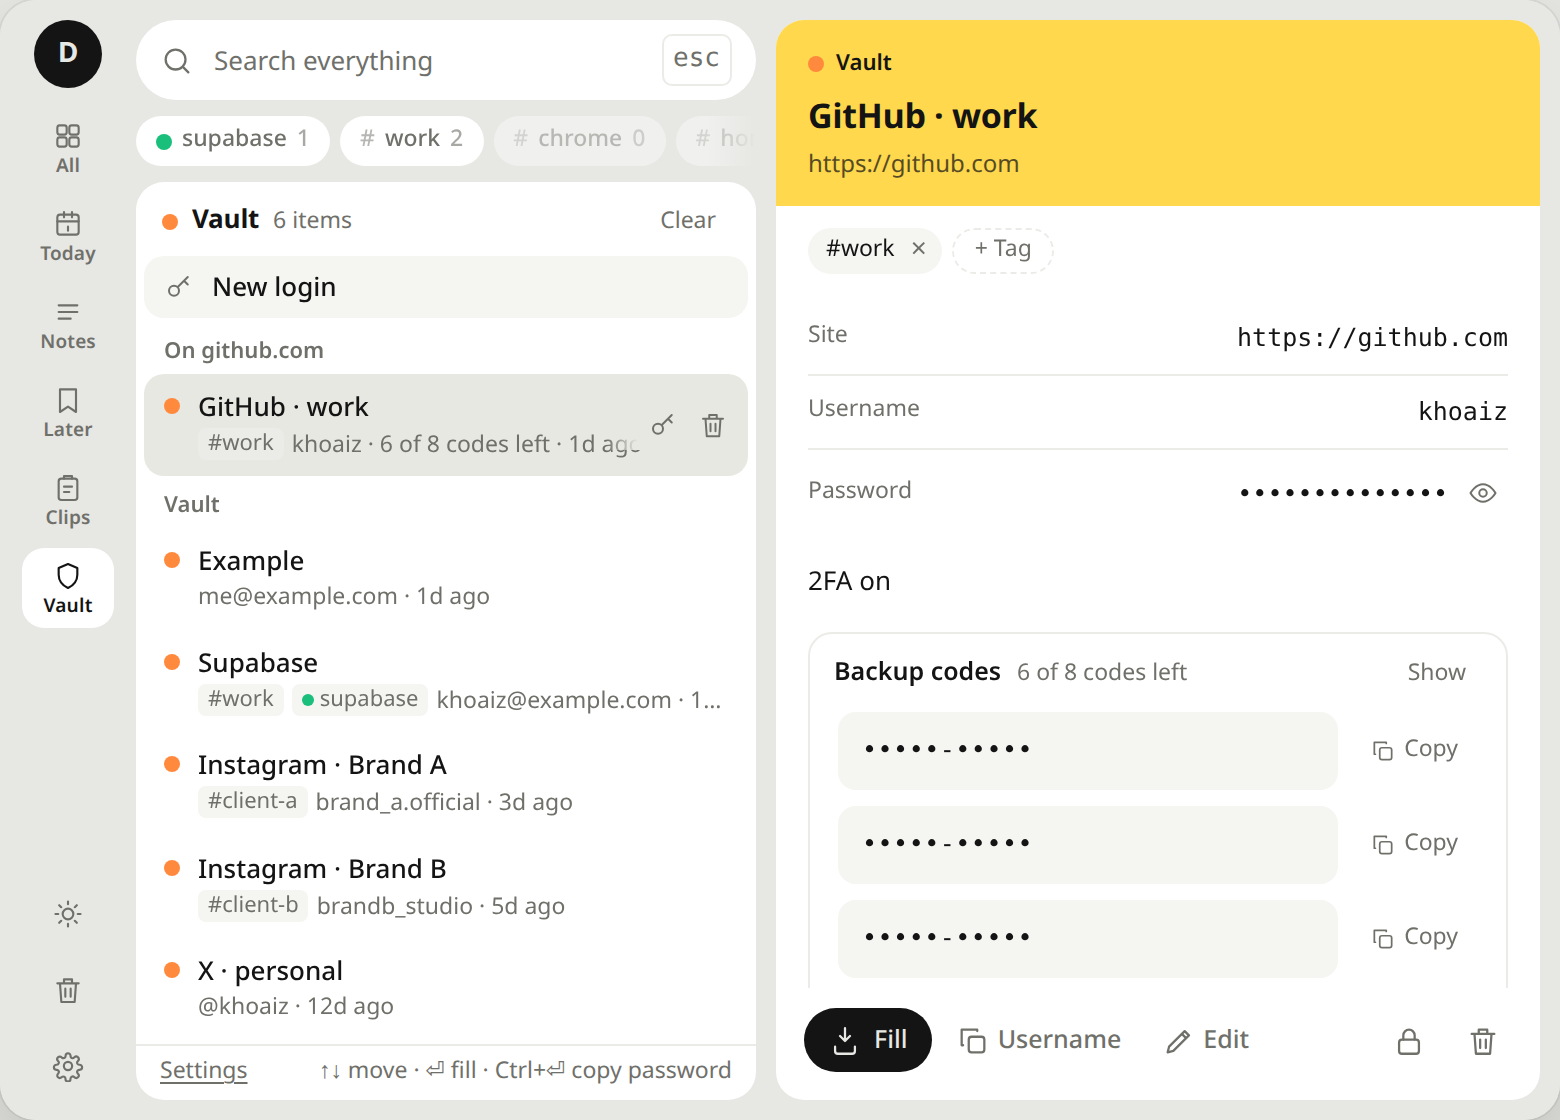 D
All
Today
Notes
Later
Clips
Vault
Search everything esc
supabase 1 # work 2 # chrome 0 #
Vault 6 items Clear
New login
On github.com
GitHub · work
#work khoaiz · 6 of 8 codes left · 1d ago
Vault
Example
me@example.com · 1d ago
Supabase
#work supabase khoaiz@example.com · 1...
Instagram · Brand A
#client-a brand_a.official · 3d ago
Instagram · Brand B
#client-b brandb_studio · 5d ago
X · personal
@khoaiz · 12d ago
Settings ↑↓ move · ⏎ fill · Ctrl+⏎ copy password
Vault
GitHub · work
https://github.com
#work × + Tag
Site https://github.com
Username khoaiz
Password ••••••••••••••
2FA on
Backup codes 6 of 8 codes left Show
•••••-••••• Copy
•••••-••••• Copy
•••••-••••• Copy
Fill Username Edit